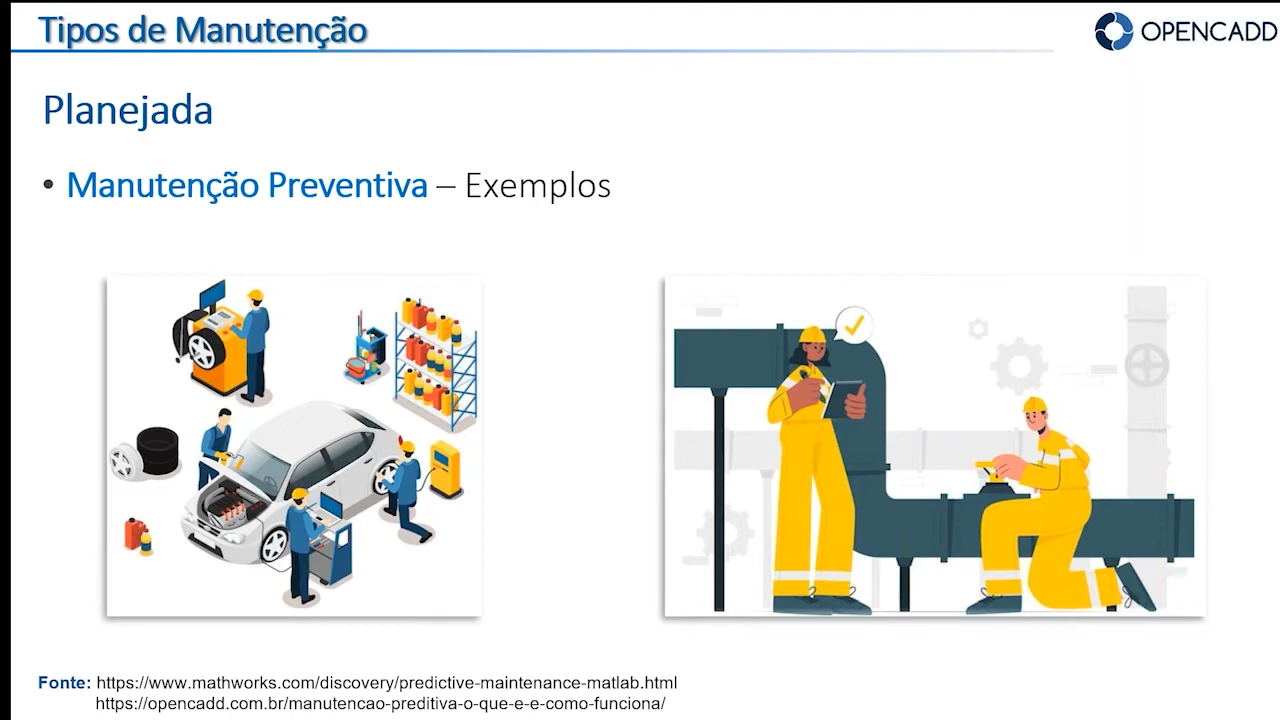 Tipos de Manutenção
OPENCADD
Planejada
• Manutenção Preventiva – Exemplos
Fonte: https://www.mathworks.com/discovery/predictive-maintenance-matlab.html
https://opencadd.com.br/manutencao-preditiva-o-que-e-e-como-funciona/